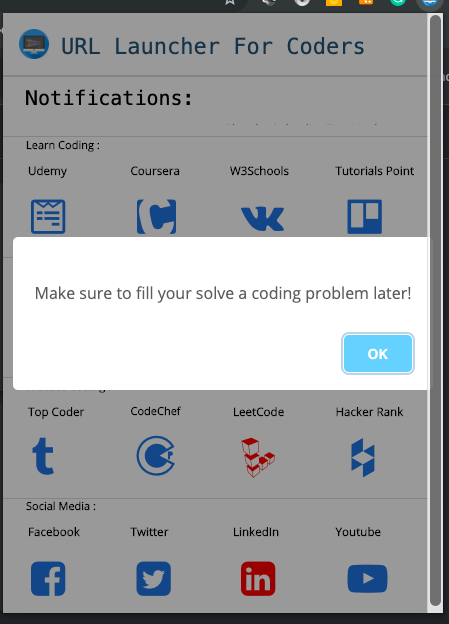 URL Launcher For Coders
Notifications:
Learn Coding :
Udemy Coursera W3Schools Tutorials Point
Make sure to fill your solve a coding problem later!
OK
Top Coder CodeChef LeetCode Hacker Rank
Social Media :
Facebook Twitter LinkedIn Youtube